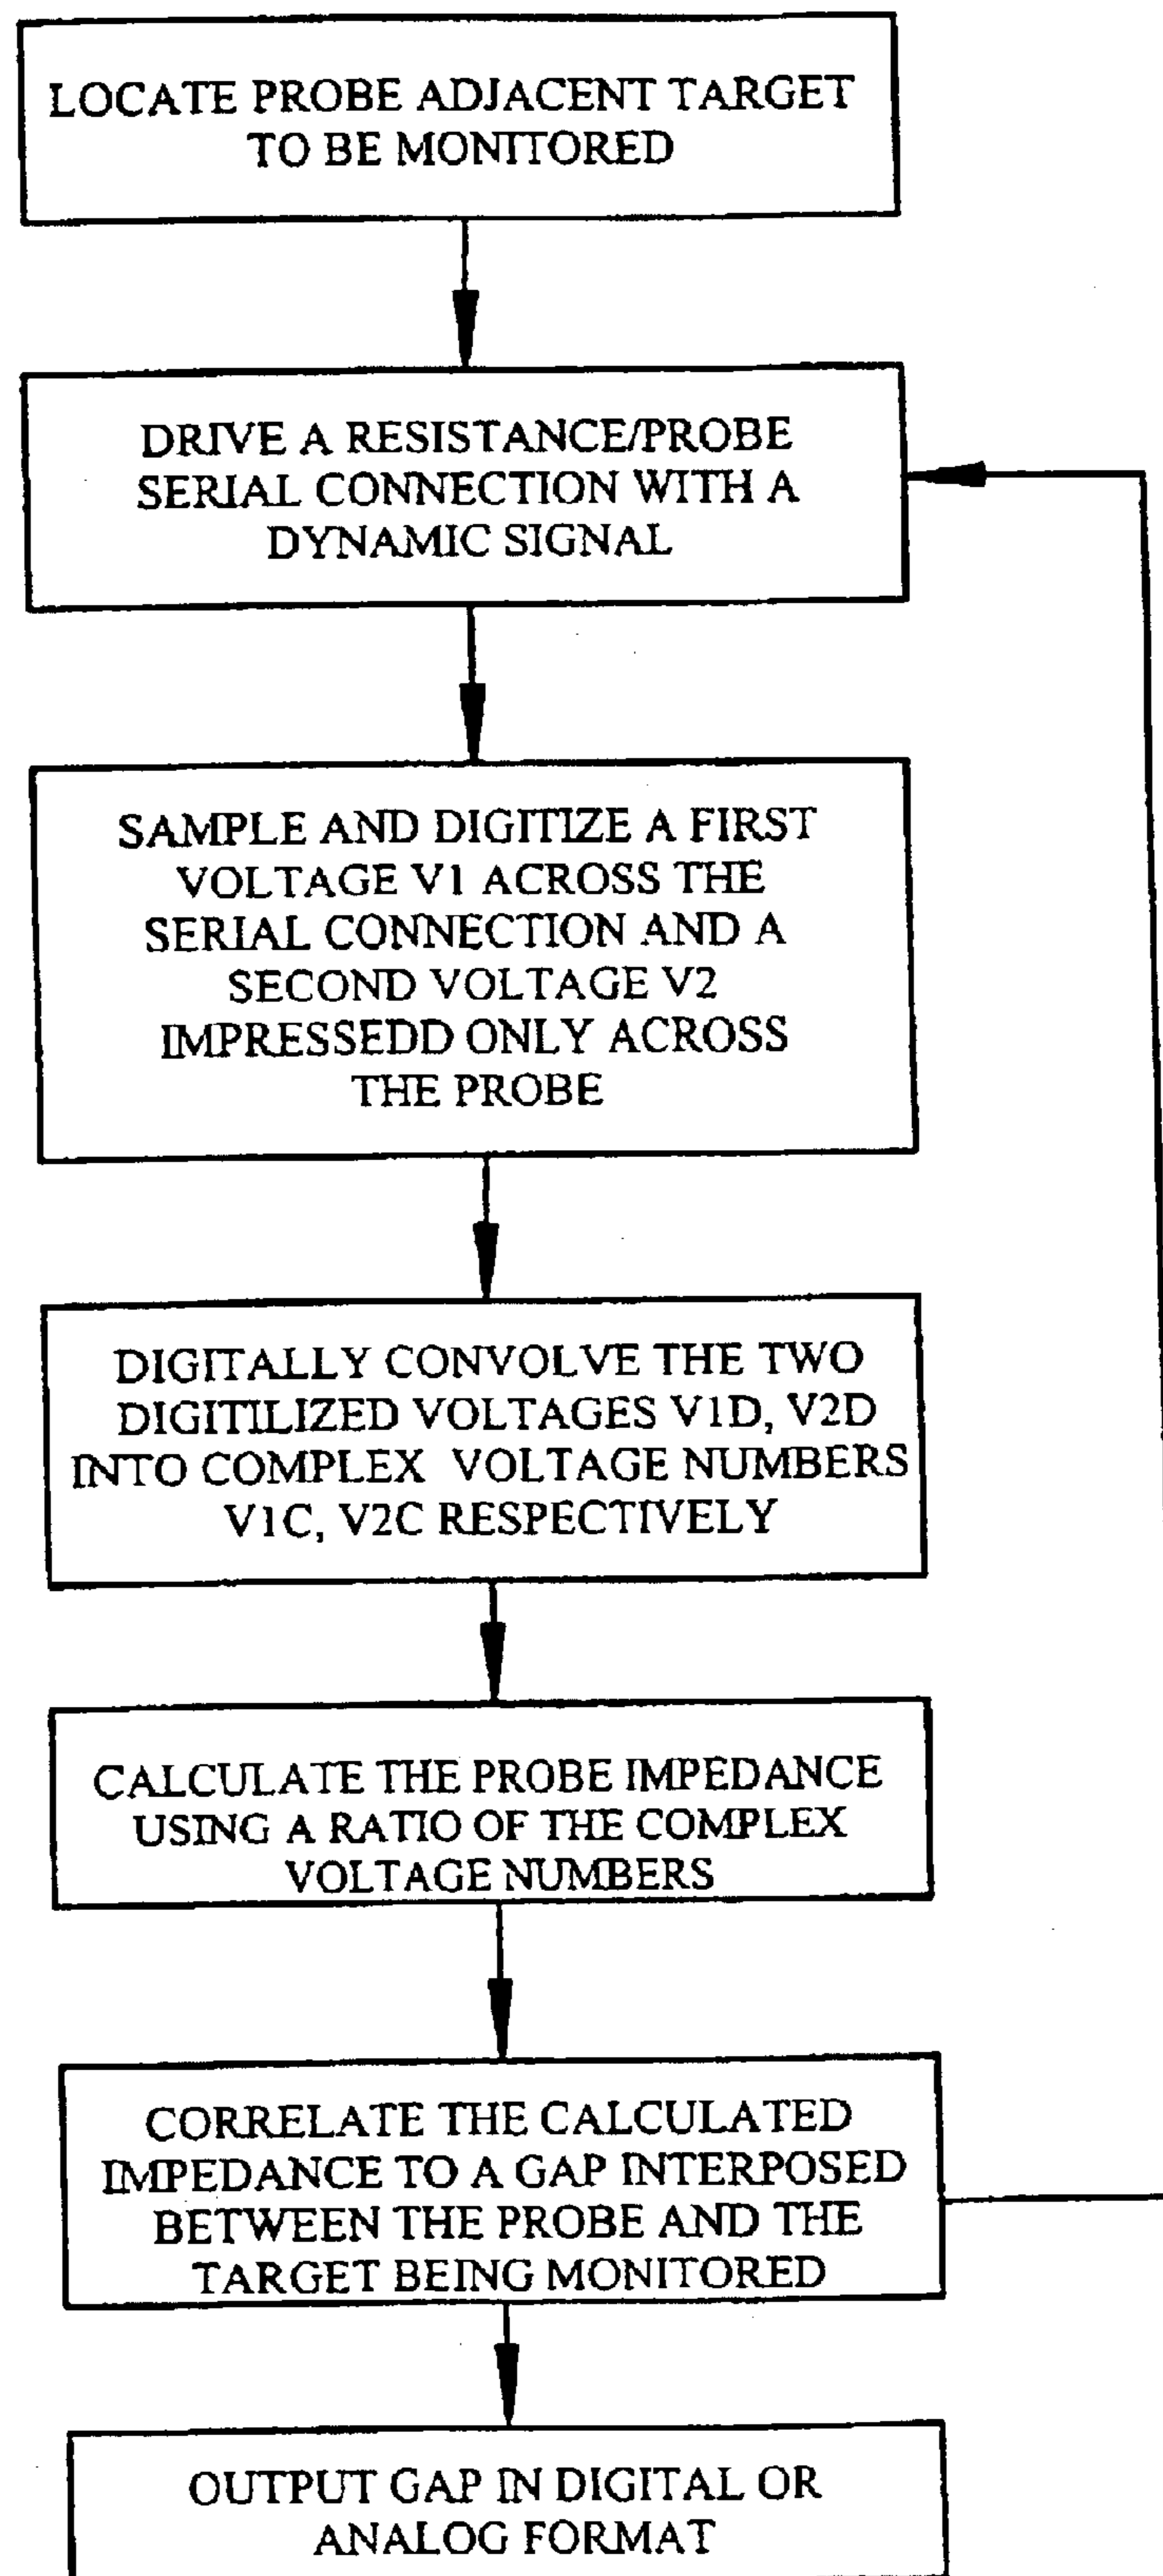 LOCATE PROBE ADJACENT TARGET
TO BE MONITORED
DRIVE A RESISTANCE/PROBE
SERIAL CONNECTION WITH A
DYNAMIC SIGNAL
SAMPLE AND DIGITIZE A FIRST
VOLTAGE V1 ACROSS THE
SERIAL CONNECTION AND A
SECOND VOLTAGE V2
IMPRESSEDD ONLY ACROSS
THE PROBE
DIGITALLY CONVOLVE THE TWO
DIGITILIZED VOLTAGES V1D, V2D
INTO COMPLEX VOLTAGE NUMBERS
V1C, V2C RESPECTIVELY
CALCULATE THE PROBE IMPEDANCE
USING A RATIO OF THE COMPLEX
VOLTAGE NUMBERS
CORRELATE THE CALCULATED
IMPEDANCE TO A GAP INTERPOSED
BETWEEN THE PROBE AND THE
TARGET BEING MONITORED
OUTPUT GAP IN DIGITAL OR
ANALOG FORMAT